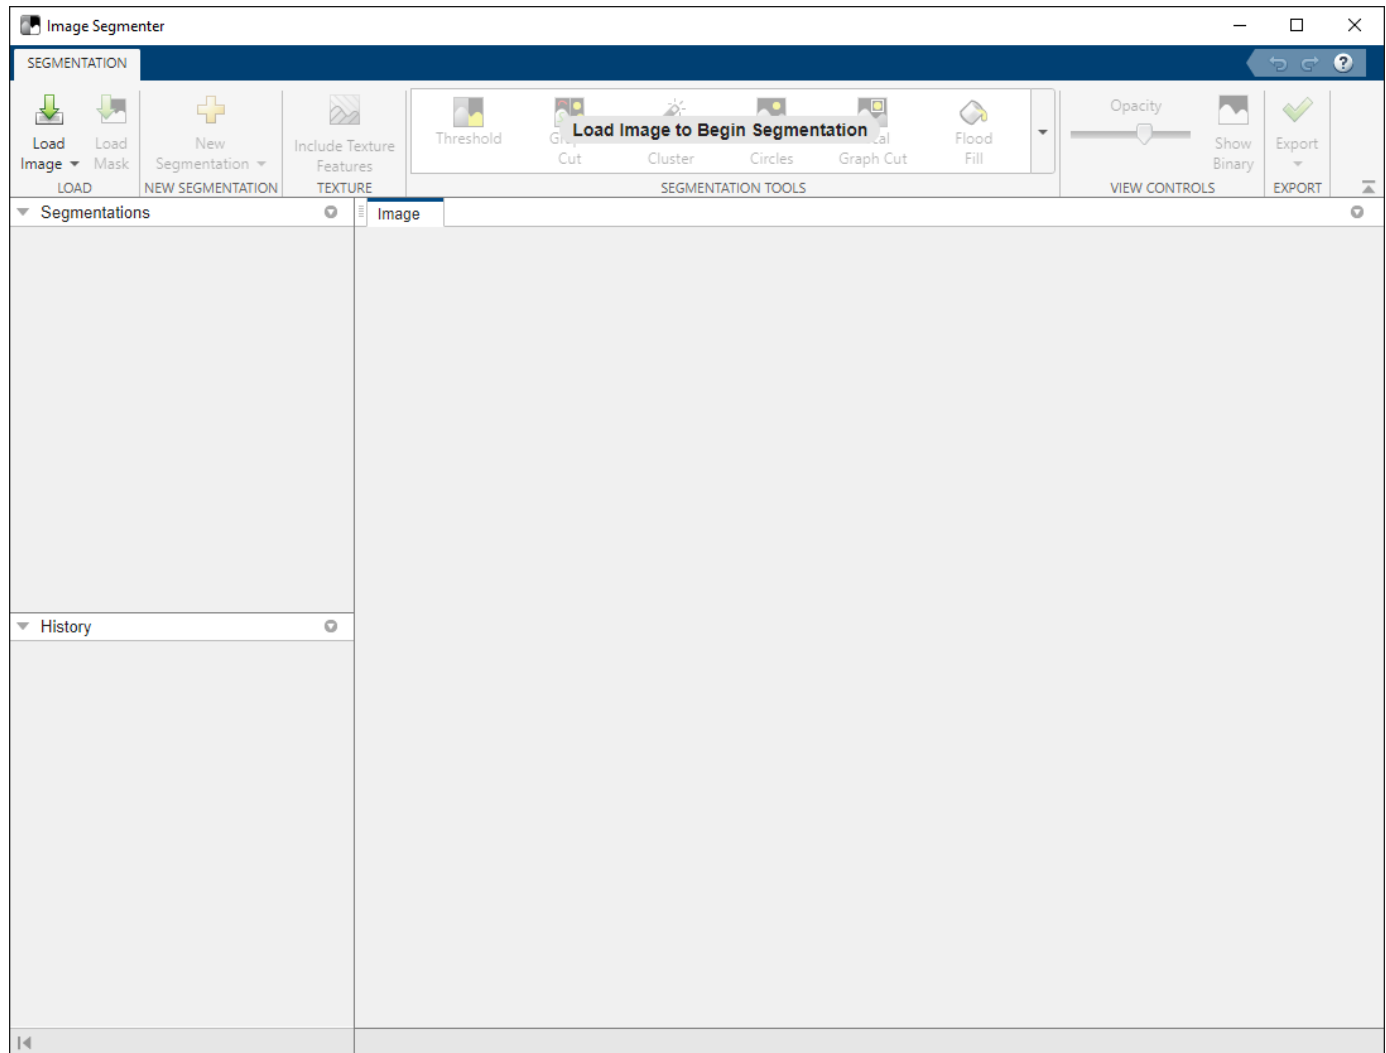 Image Segmenter
SEGMENTATION
Load
Image
Load
Mask
New
Segmentation
Include Texture
Features
Threshold
Cut
Load Image to Begin Segmentation
Cluster
Circles
Graph Cut
Flood
Fill
Opacity
Show
Binary
Export
LOAD
NEW SEGMENTATION
TEXTURE
SEGMENTATION TOOLS
VIEW CONTROLS
EXPORT
Segmentations
Image
History